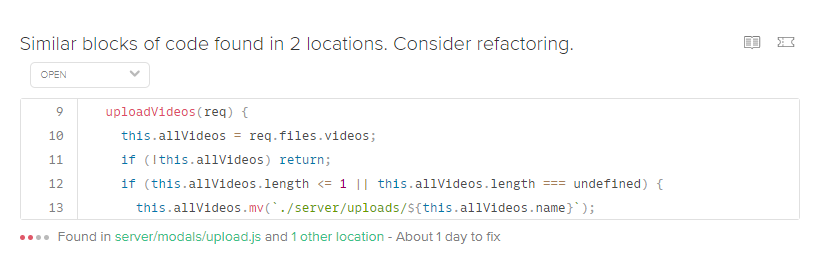 Similar blocks of code found in 2 locations. Consider refactoring.
OPEN
9 uploadVideos(req) {
10 this.allVideos = req.files.videos;
11 if (!this.allVideos) return;
12 if (this.allVideos.length <= 1 || this.allVideos.length === undefined) {
13 this.allVideos.mv(`./server/uploads/${this.allVideos.name}`);
Found in server/modals/upload.js and 1 other location - About 1 day to fix